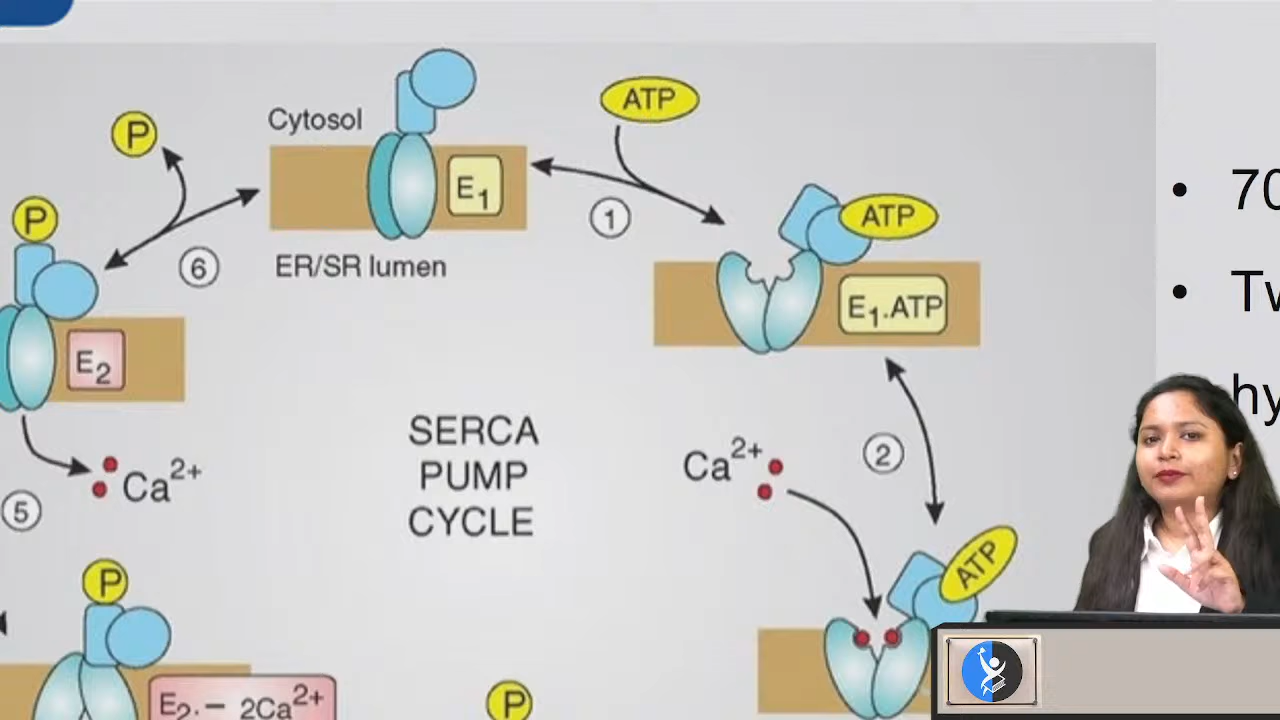 P
Cytosol
ATP
E1
1
6
ER/SR lumen
P
E2
ATP
E1.ATP
SERCA
PUMP
CYCLE
Ca2+
2
Ca2+
5
ATP
P
E2.– 2Ca2+
P
• 70
• Tw
hy